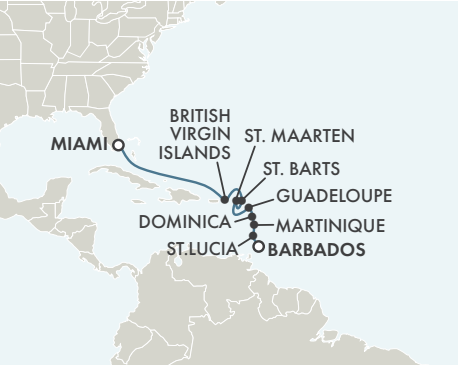 MIAMI
BRITISH
VIRGIN
ISLANDS
ST. MAARTEN
ST. BARTS
GUADELOUPE
DOMINICA
MARTINIQUE
ST.LUCIA
BARBADOS